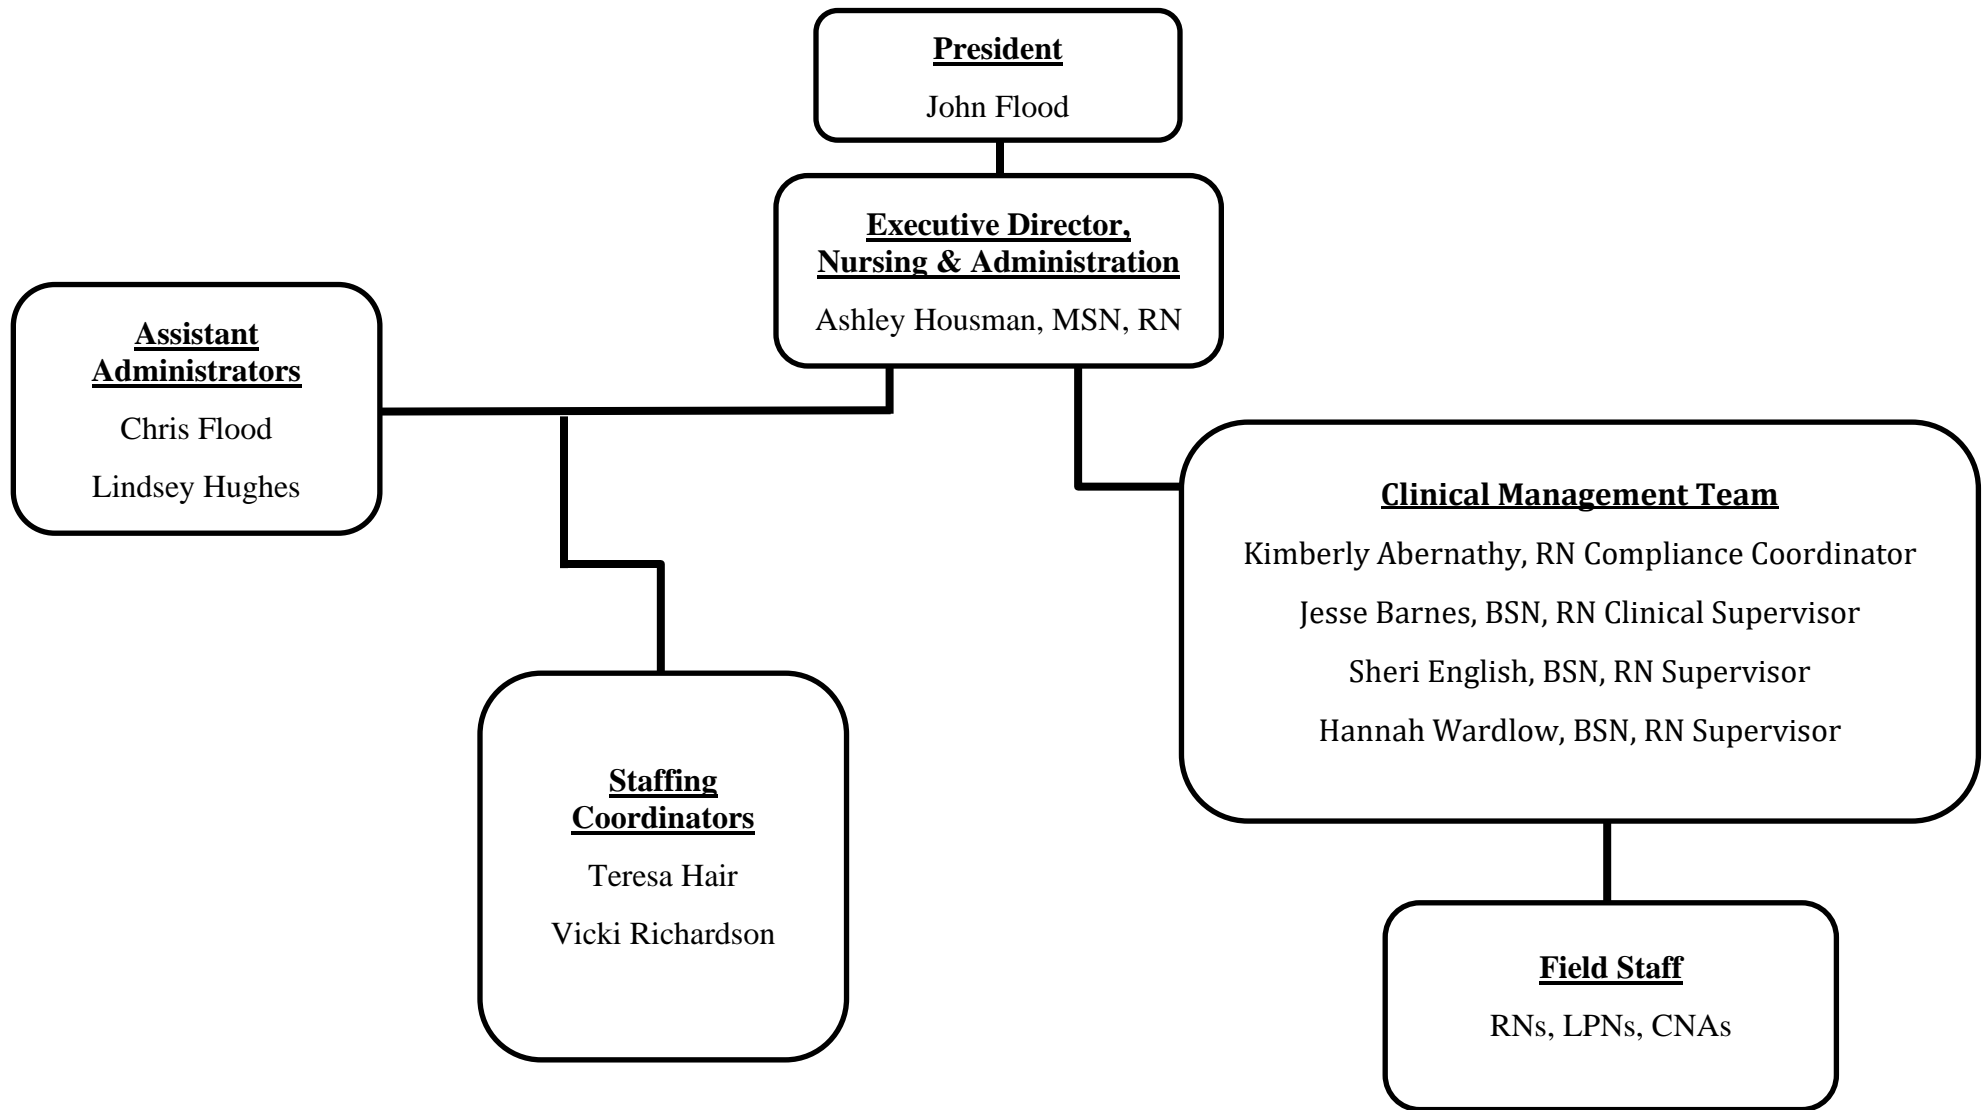 President
John Flood
Executive Director,
Nursing & Administration
Ashley Housman, MSN, RN
Assistant
Administrators
Chris Flood
Lindsey Hughes
Clinical Management Team
Kimberly Abernathy, RN Compliance Coordinator
Jesse Barnes, BSN, RN Clinical Supervisor
Sheri English, BSN, RN Supervisor
Hannah Wardlow, BSN, RN Supervisor
Staffing
Coordinators
Teresa Hair
Vicki Richardson
Field Staff
RNs, LPNs, CNAs